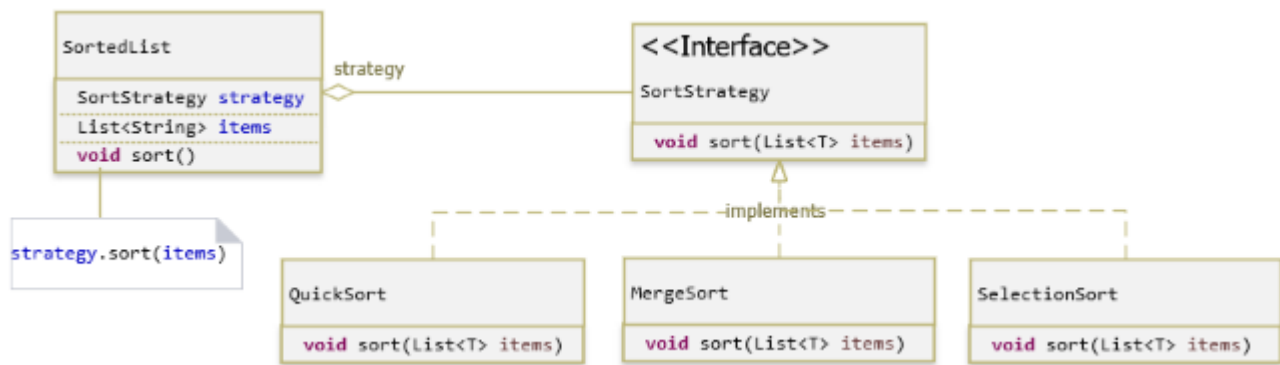 SortedList
SortStrategy strategy
List<String> items
void sort()
strategy.sort(items)
strategy
<<Interface>>
SortStrategy
void sort(List<T> items)
implements
QuickSort
void sort(List<T> items)
MergeSort
void sort(List<T> items)
SelectionSort
void sort(List<T> items)